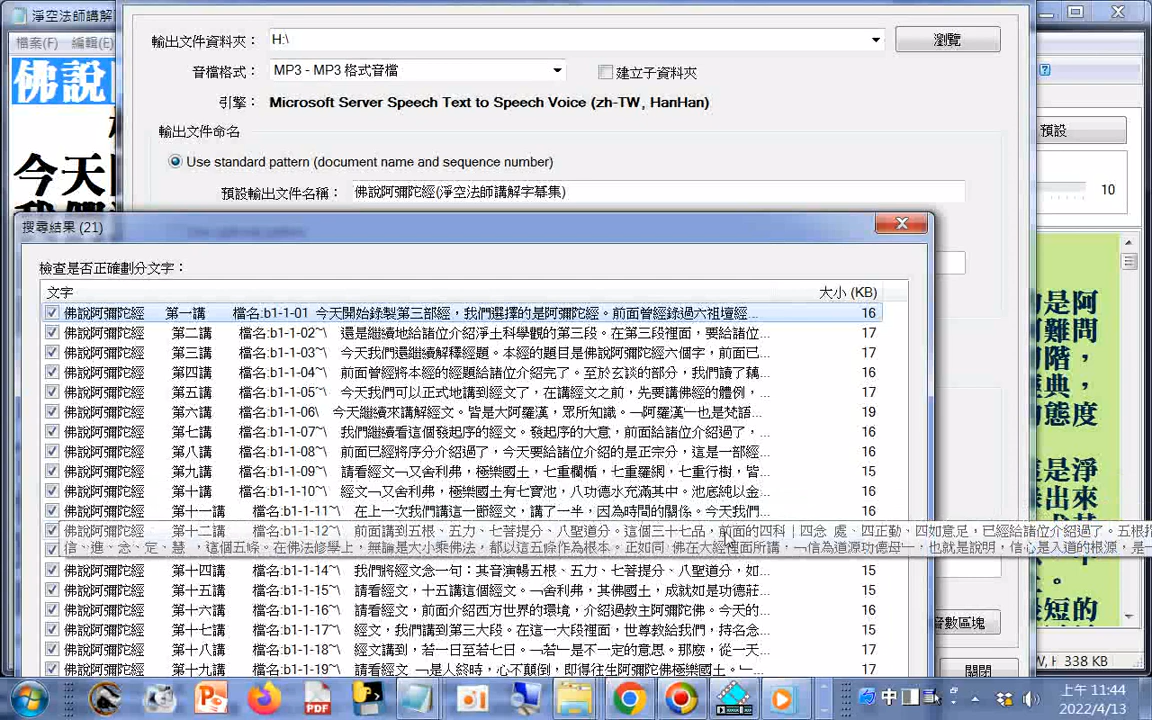 淨空法師講解
檔案(F) 編輯(E)
佛說
今天
輸出文件資料夾： H:\ 瀏覽
音檔格式： MP3 - MP3 格式音檔 建立子資料夾
引擎： Microsoft Server Speech Text to Speech Voice (zh-TW, HanHan)
輸出文件命名
Use standard pattern (document name and sequence number)
預設輸出文件名稱： 佛說阿彌陀經(淨空法師講解字幕集)
預設
10
搜尋結果 (21)
檢查是否正確劃分文字：
文字 大小 (KB)
佛說阿彌陀經 第一講 檔名:b1-1-01 今天開始錄製第三部經，我們選擇的是阿彌陀經。前面曾經錄過六祖壇經... 16
佛說阿彌陀經 第二講 檔名:b1-1-02~\ 還是繼續地給諸位介紹淨土科學觀的第三段。在第三段裡面，要給諸位... 17
佛說阿彌陀經 第三講 檔名:b1-1-03~\ 今天我們還繼續解釋經題。本經的題目是佛說阿彌陀經六個字，前面已... 17
佛說阿彌陀經 第四講 檔名:b1-1-04~\ 前面曾經將本經的經題給諸位介紹完了。至於玄談的部分，我們讀了蕅... 16
佛說阿彌陀經 第五講 檔名:b1-1-05~\ 今天我們可以正式地講到經文了，在講經文之前，先要講佛經的體例，... 17
佛說阿彌陀經 第六講 檔名:b1-1-06\ 今天繼續來講解經文。皆是大阿羅漢，眾所知識。﹁阿羅漢﹂也是梵語... 19
佛說阿彌陀經 第七講 檔名:b1-1-07\ 我們繼續看這個發起序的經文。發起序的大意，前面給諸位介紹過了，... 16
佛說阿彌陀經 第八講 檔名:b1-1-08~\ 前面已經將序分介紹過了，今天要給諸位介紹的是正宗分，這是一部經... 16
佛說阿彌陀經 第九講 檔名:b1-1-09~\ 請看經文﹁又舍利弗，極樂國土，七重欄楯，七重羅網，七重行樹，皆... 15
佛說阿彌陀經 第十講 檔名:b1-1-10~\ 經文﹁又舍利弗，極樂國土有七寶池，八功德水充滿其中。池底純以金... 16
佛說阿彌陀經 第十一講 檔名:b1-1-11~\ 在上一次我們講這一節經文，講了一半，因為時間的關係。今天我們... 16
佛說阿彌陀經 第十二講 檔名:b1-1-12~\ 前面講到五根、五力、七菩提分、八聖道分。這個三十七品，前面的四科 | 四念 處、四正勤、四如意足，已經給諸位介紹過了。五根
信、進、念、定、慧 ，這個五條。在佛法修學上，無論是大小乘佛法，都以這五條作為根本。正如同 佛在大經裡面所講，﹁信為道源功德母﹂，也就是說明，信心是入道的根源，是
佛說阿彌陀經 第十四講 檔名:b1-1-14~\ 我們將經文念一句：其音演暢五根、五力、七菩提分、八聖道分，如... 15
佛說阿彌陀經 第十五講 檔名:b1-1-15~\ 請看經文，十五講這個經文。﹁舍利弗，其佛國土，成就如是功德莊... 15
佛說阿彌陀經 第十六講 檔名:b1-1-16~\ 請看經文，前面介紹西方世界的環境，介紹過教主阿彌陀佛。今天的... 16
佛說阿彌陀經 第十七講 檔名:b1-1-17~\ 經文，我們講到第三大段。在這一大段裡面，世尊教給我們，持名念... 15
佛說阿彌陀經 第十八講 檔名:b1-1-18~\ 經文，若一日至若七日。﹁若﹂是不一定的意思。那麼，從一天... 17
佛說阿彌陀經 第十九講 檔名:b1-1-19~\ 請看經文 ﹁是人終時，心不顛倒，即得往生阿彌陀佛極樂國土。﹂... 17
是阿
難問
階，
典，
態度
是淨
短的
音數區塊
關閉
W, H 338 KB
中
上午 11:44
2022/4/13